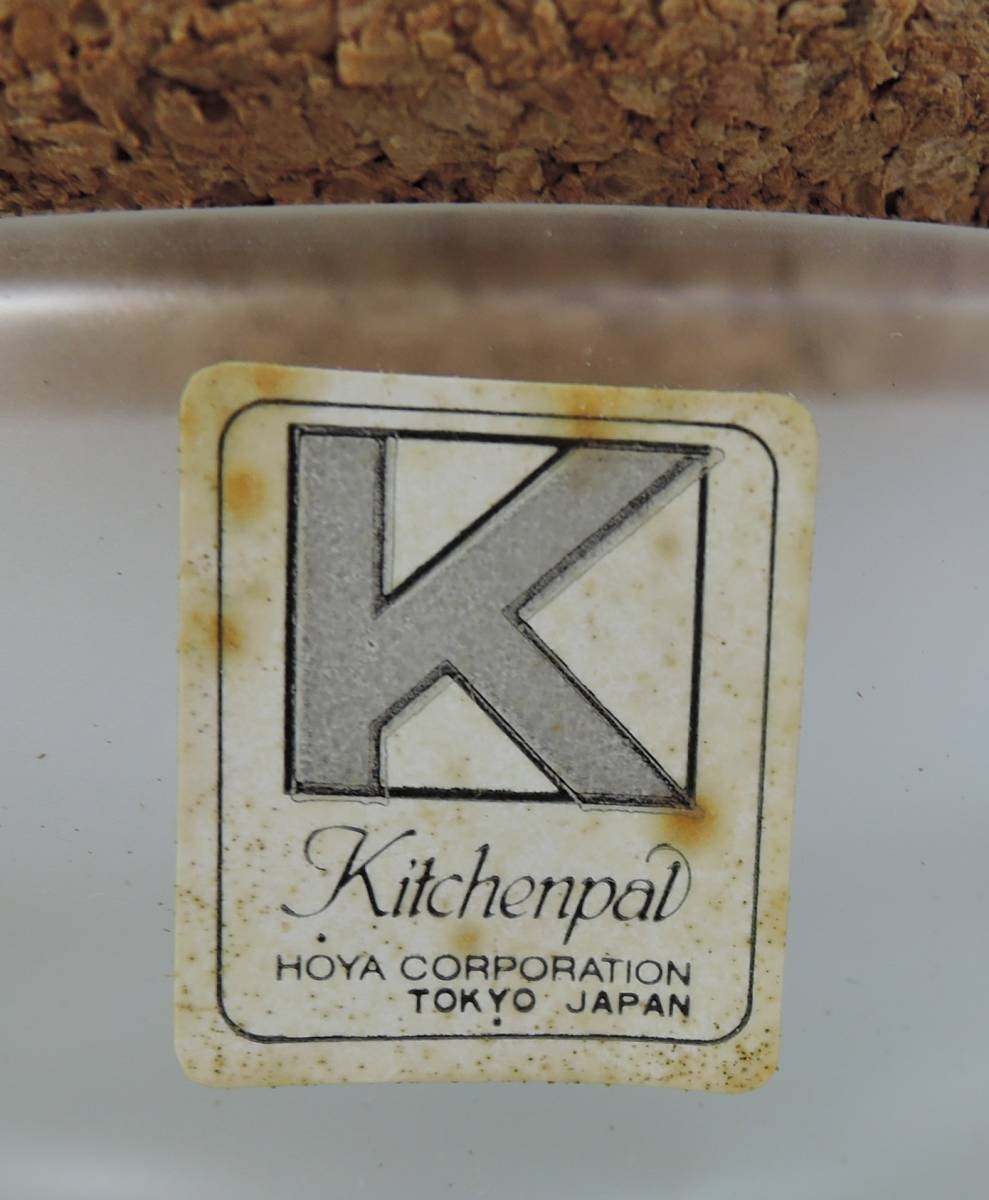 K
Kitchenpal
HOYA CORPORATION
TOKYO JAPAN